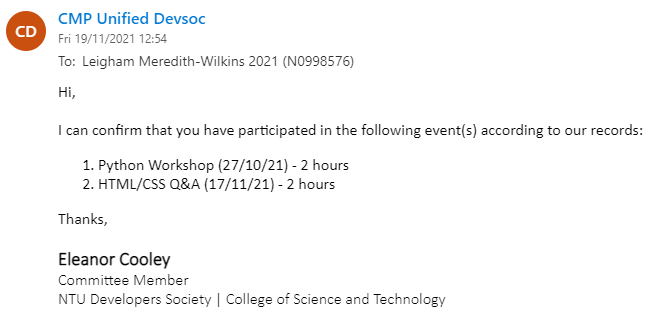 CD
CMP Unified Devsoc
Fri 19/11/2021 12:54
To: Leigham Meredith-Wilkins 2021 (N0998576)
Hi,
I can confirm that you have participated in the following event(s) according to our records:
1. Python Workshop (27/10/21) - 2 hours
2. HTML/CSS Q&A (17/11/21) - 2 hours
Thanks,
Eleanor Cooley
Committee Member
NTU Developers Society | College of Science and Technology